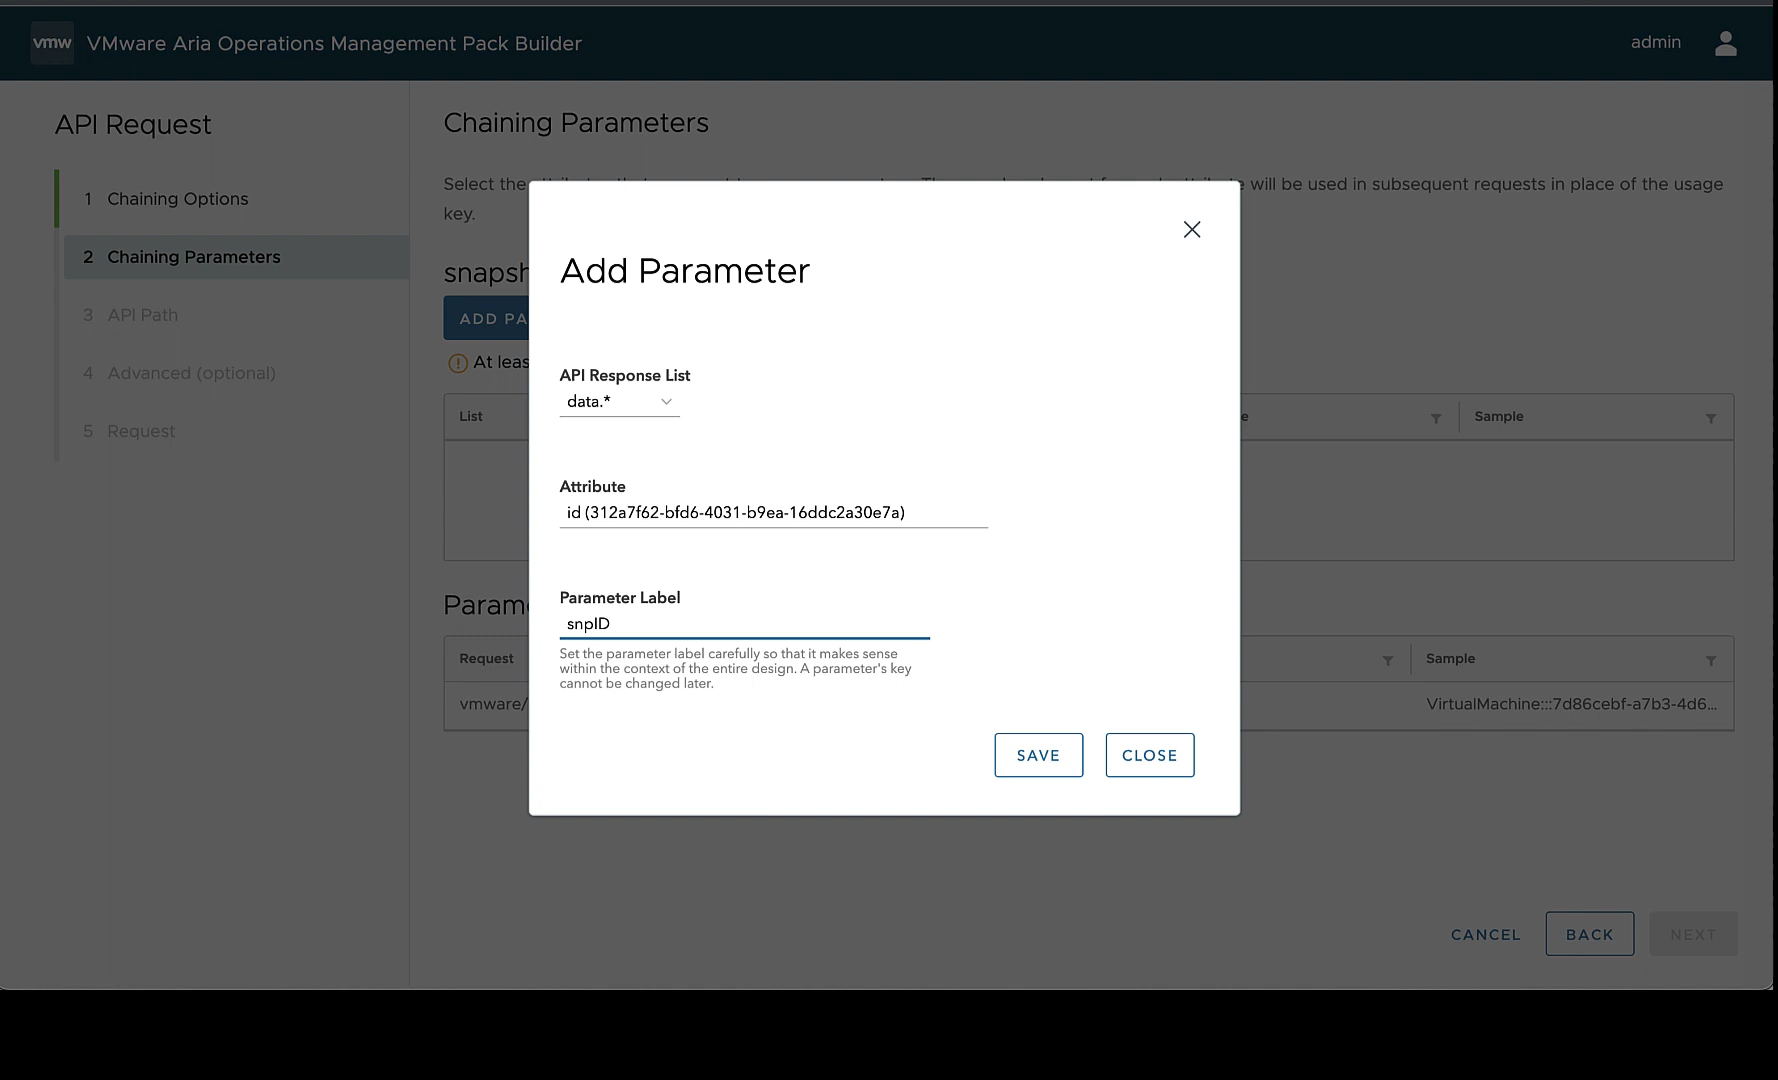 vmw VMware Aria Operations Management Pack Builder
admin
API Request
1 Chaining Options
2 Chaining Parameters
3 API Path
4 Advanced (optional)
5 Request
Chaining Parameters
Select the will be used in subsequent requests in place of the usage
key.
snapsh
ADD PA
At leas
List
e
Sample
Param
Request
Sample
vmware/
VirtualMachine:::7d86cebf-a7b3-4d6...
Add Parameter
API Response List
data.*
Attribute
id (312a7f62-bfd6-4031-b9ea-16ddc2a30e7a)
Parameter Label
snpID
Set the parameter label carefully so that it makes sense
within the context of the entire design. A parameter's key
cannot be changed later.
SAVE
CLOSE
CANCEL
BACK
NEXT